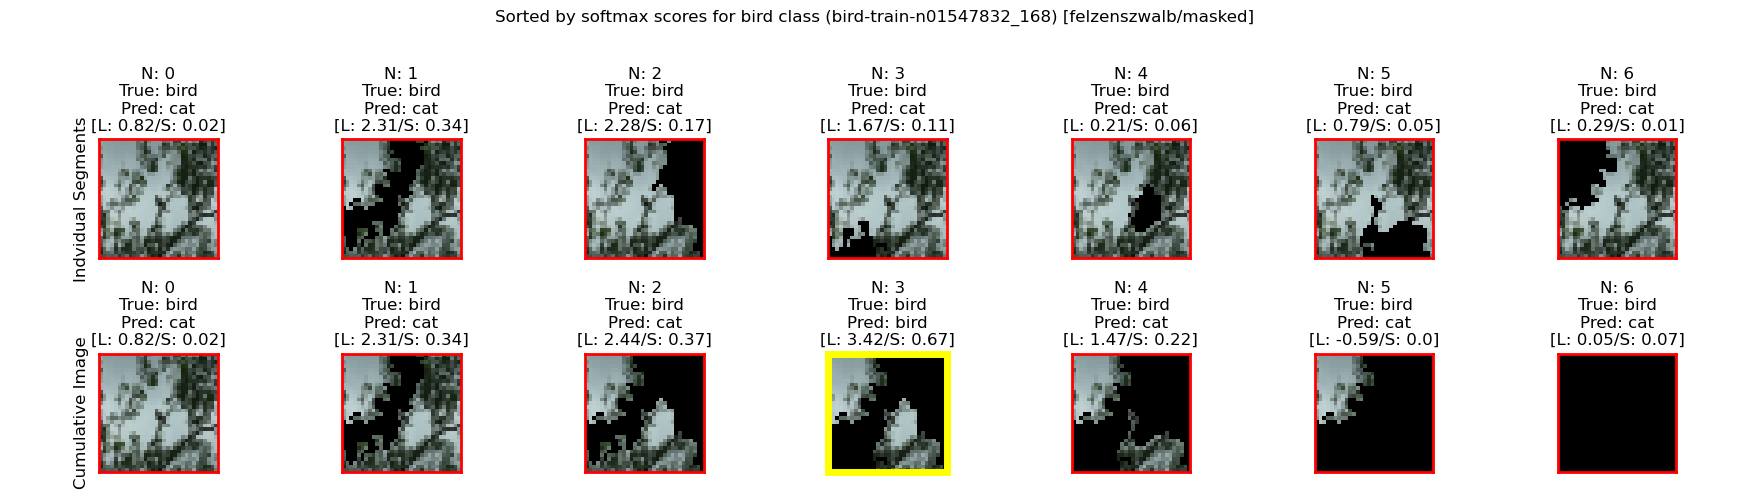 Sorted by softmax scores for bird class (bird-train-n01547832_168) [felzenszwalb/masked]
Indvidual Segments
N: 0
True: bird
Pred: cat
[L: 0.82/S: 0.02]
N: 1
True: bird
Pred: cat
[L: 2.31/S: 0.34]
N: 2
True: bird
Pred: cat
[L: 2.28/S: 0.17]
N: 3
True: bird
Pred: cat
[L: 1.67/S: 0.11]
N: 4
True: bird
Pred: cat
[L: 0.21/S: 0.06]
N: 5
True: bird
Pred: cat
[L: 0.79/S: 0.05]
N: 6
True: bird
Pred: cat
[L: 0.29/S: 0.01]
Cumulative Image
N: 0
True: bird
Pred: cat
[L: 0.82/S: 0.02]
N: 1
True: bird
Pred: cat
[L: 2.31/S: 0.34]
N: 2
True: bird
Pred: cat
[L: 2.44/S: 0.37]
N: 3
True: bird
Pred: bird
[L: 3.42/S: 0.67]
N: 4
True: bird
Pred: cat
[L: 1.47/S: 0.22]
N: 5
True: bird
Pred: cat
[L: -0.59/S: 0.0]
N: 6
True: bird
Pred: cat
[L: 0.05/S: 0.07]